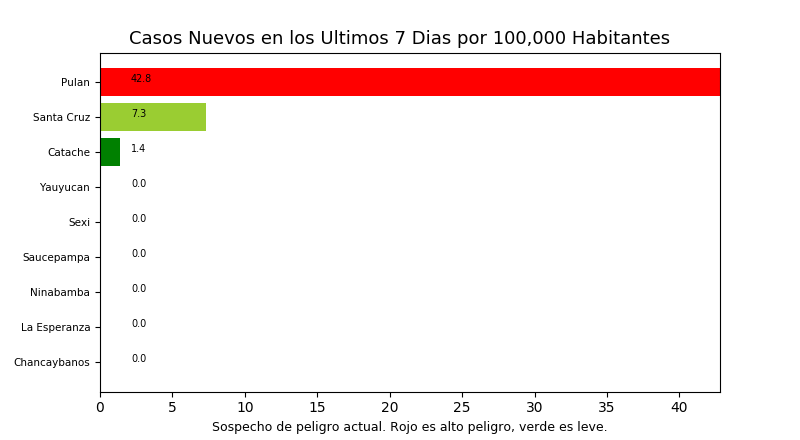 Casos Nuevos en los Ultimos 7 Dias por 100,000 Habitantes
Pulan 42.8
Santa Cruz 7.3
Catache 1.4
Yauyucan 0.0
Sexi 0.0
Saucepampa 0.0
Ninabamba 0.0
La Esperanza 0.0
Chancaybanos 0.0
0 5 10 15 20 25 30 35 40
Sospecho de peligro actual. Rojo es alto peligro, verde es leve.